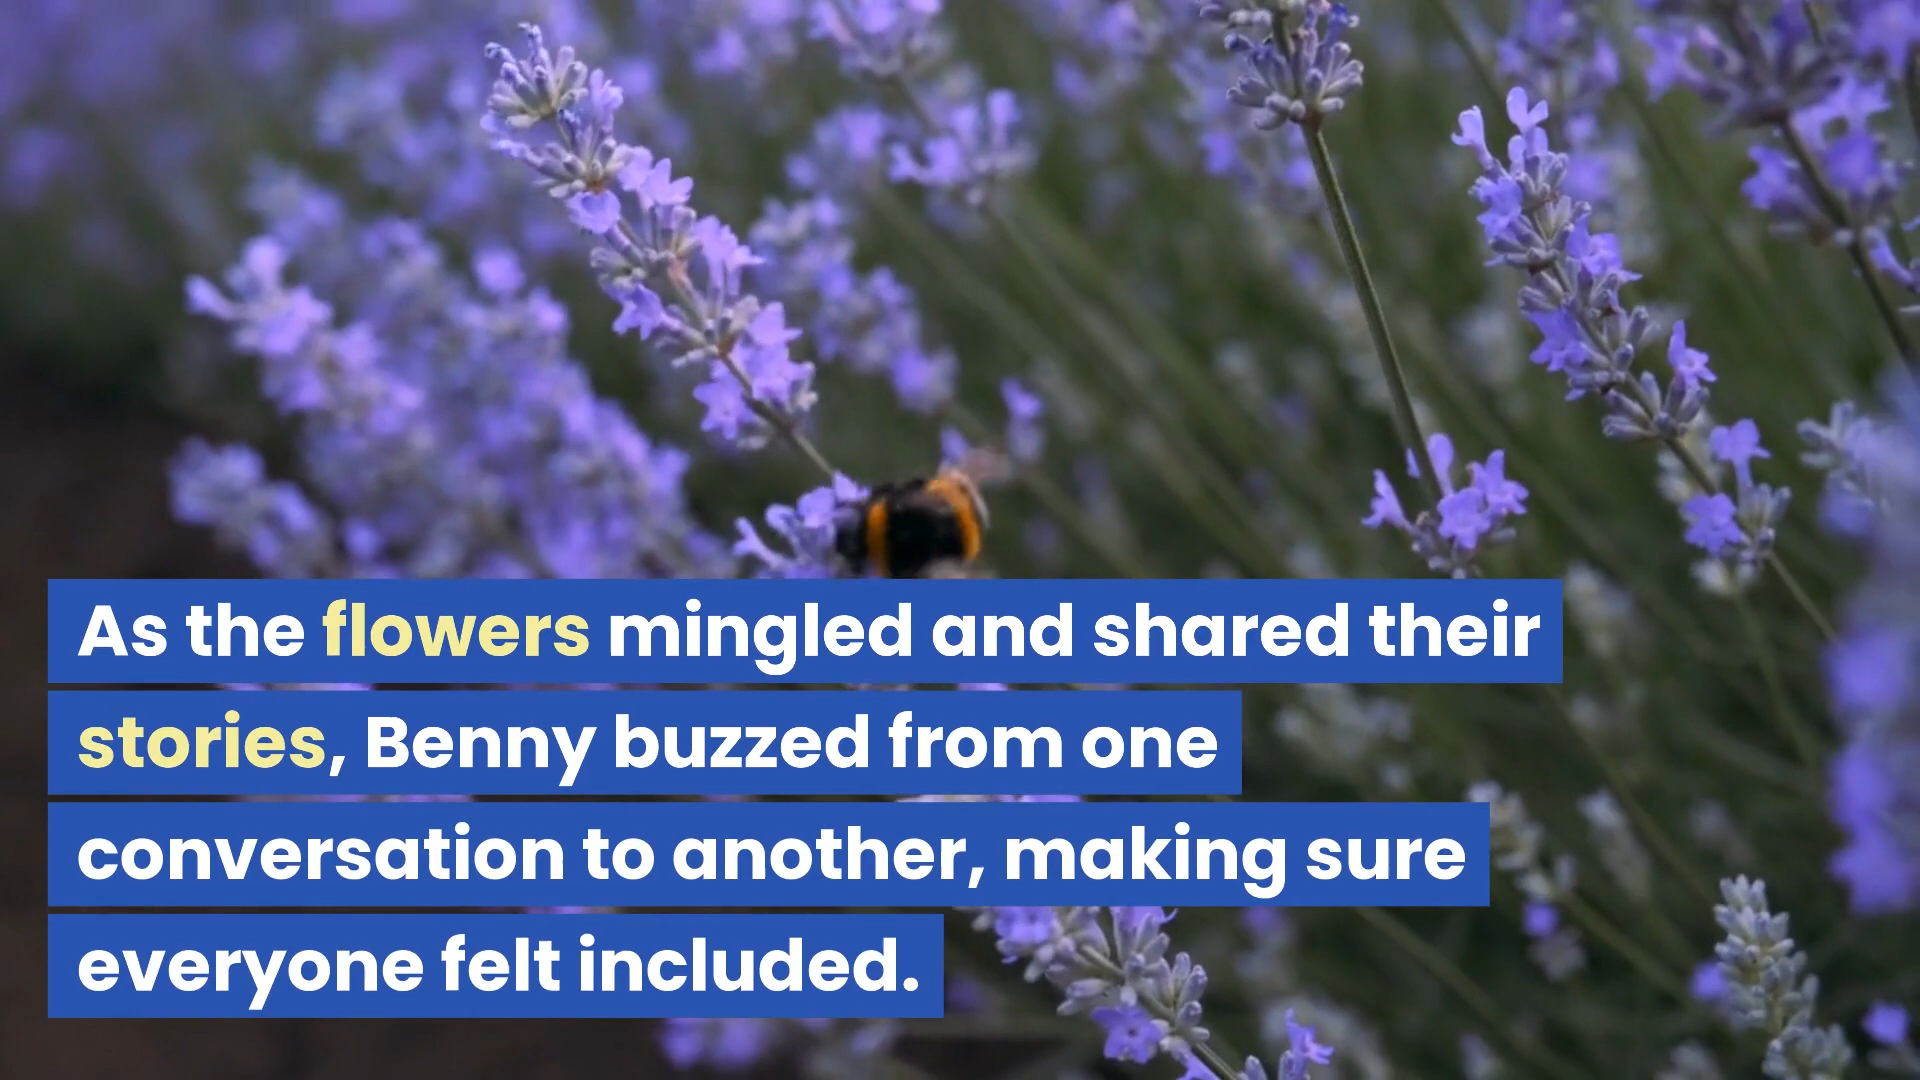 As the flowers mingled and shared their
stories, Benny buzzed from one
conversation to another, making sure
everyone felt included.